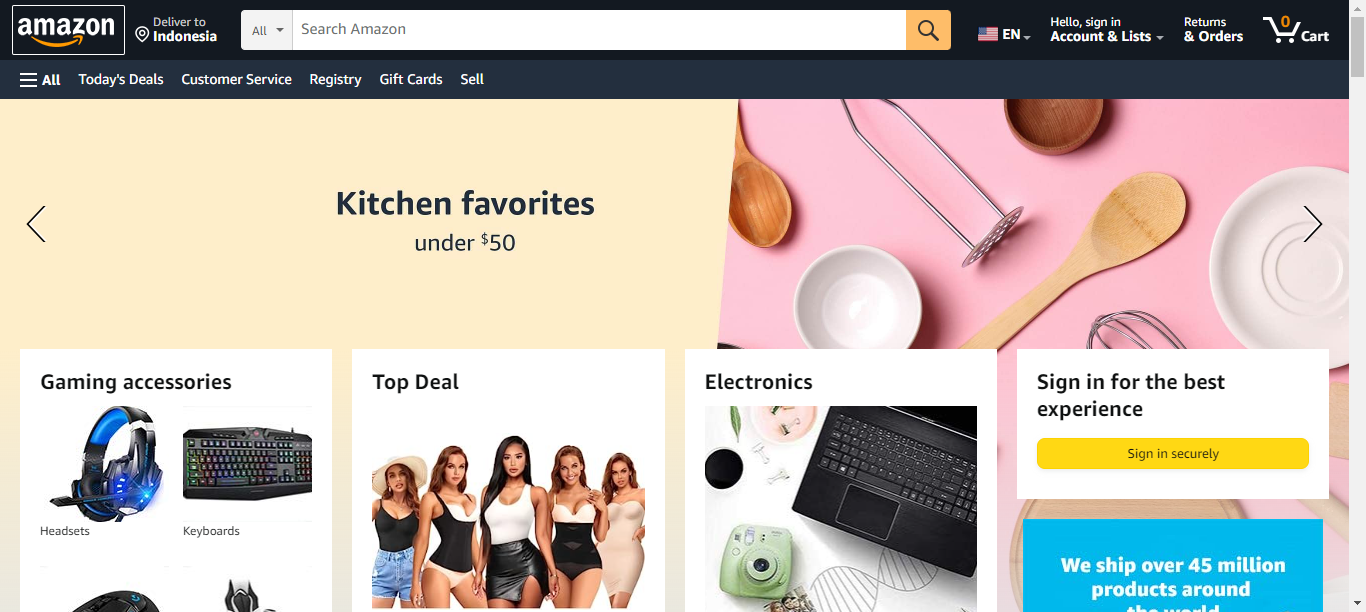 amazon
Deliver to
Indonesia
All
Search Amazon
EN
Hello, sign in
Account & Lists
Returns
& Orders
0
Cart
All
Today's Deals
Customer Service
Registry
Gift Cards
Sell
Kitchen favorites
under $50
Gaming accessories
Headsets
Keyboards
Top Deal
Electronics
Sign in for the best
experience
Sign in securely
We ship over 45 million
products around
the world